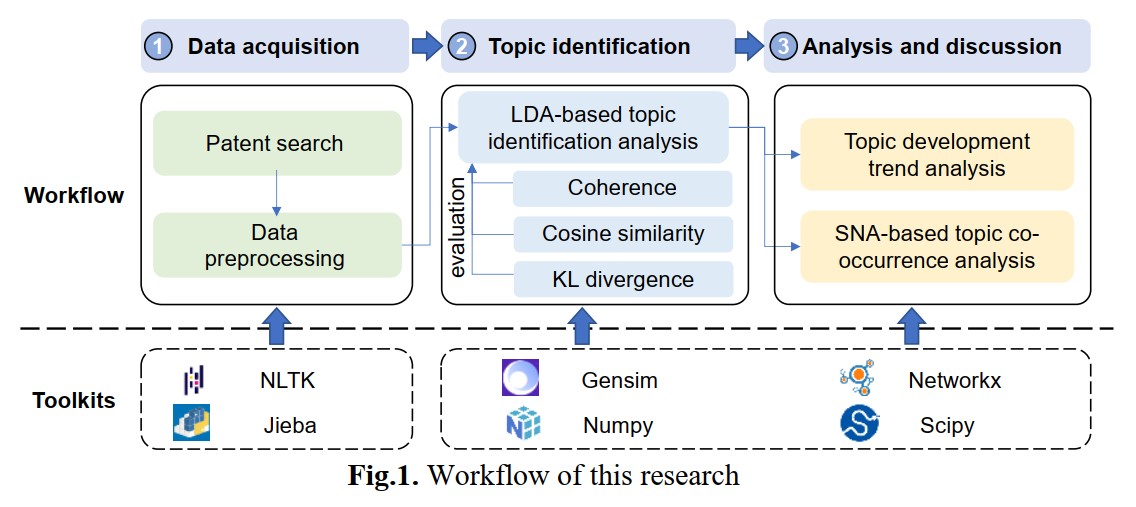 1 Data acquisition
2 Topic identification
3 Analysis and discussion
Workflow
Patent search
Data
preprocessing
LDA-based topic
identification analysis
evaluation
Coherence
Cosine similarity
KL divergence
Topic development
trend analysis
SNA-based topic co-
occurrence analysis
Toolkits
NLTK
Jieba
Gensim
Numpy
Networkx
Scipy
Fig.1. Workflow of this research